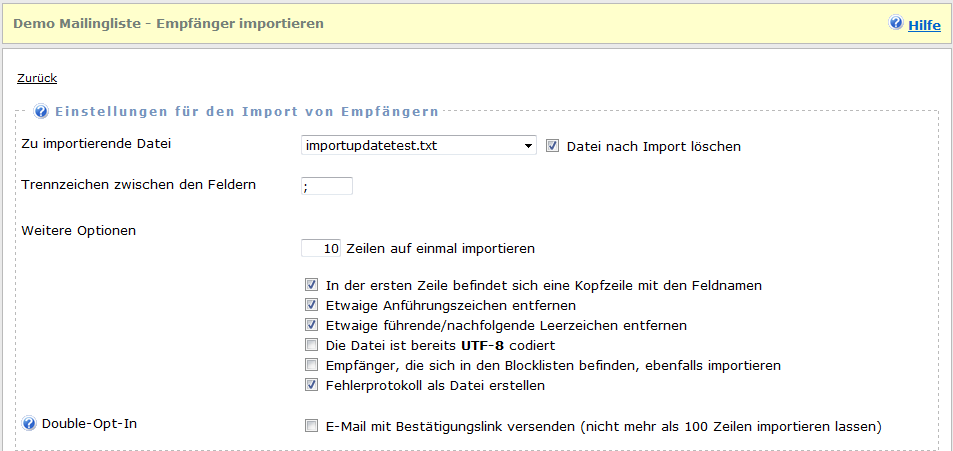 Demo Mailingliste - Empfänger importieren Hilfe
Zurück
Einstellungen für den Import von Empfängern
Zu importierende Datei importupdatetest.txt Datei nach Import löschen
Trennzeichen zwischen den Feldern ;
Weitere Optionen
10 Zeilen auf einmal importieren
In der ersten Zeile befindet sich eine Kopfzeile mit den Feldnamen
Etwaige Anführungszeichen entfernen
Etwaige führende/nachfolgende Leerzeichen entfernen
Die Datei ist bereits UTF-8 codiert
Empfänger, die sich in den Blocklisten befinden, ebenfalls importieren
Fehlerprotokoll als Datei erstellen
Double-Opt-In E-Mail mit Bestätigungslink versenden (nicht mehr als 100 Zeilen importieren lassen)